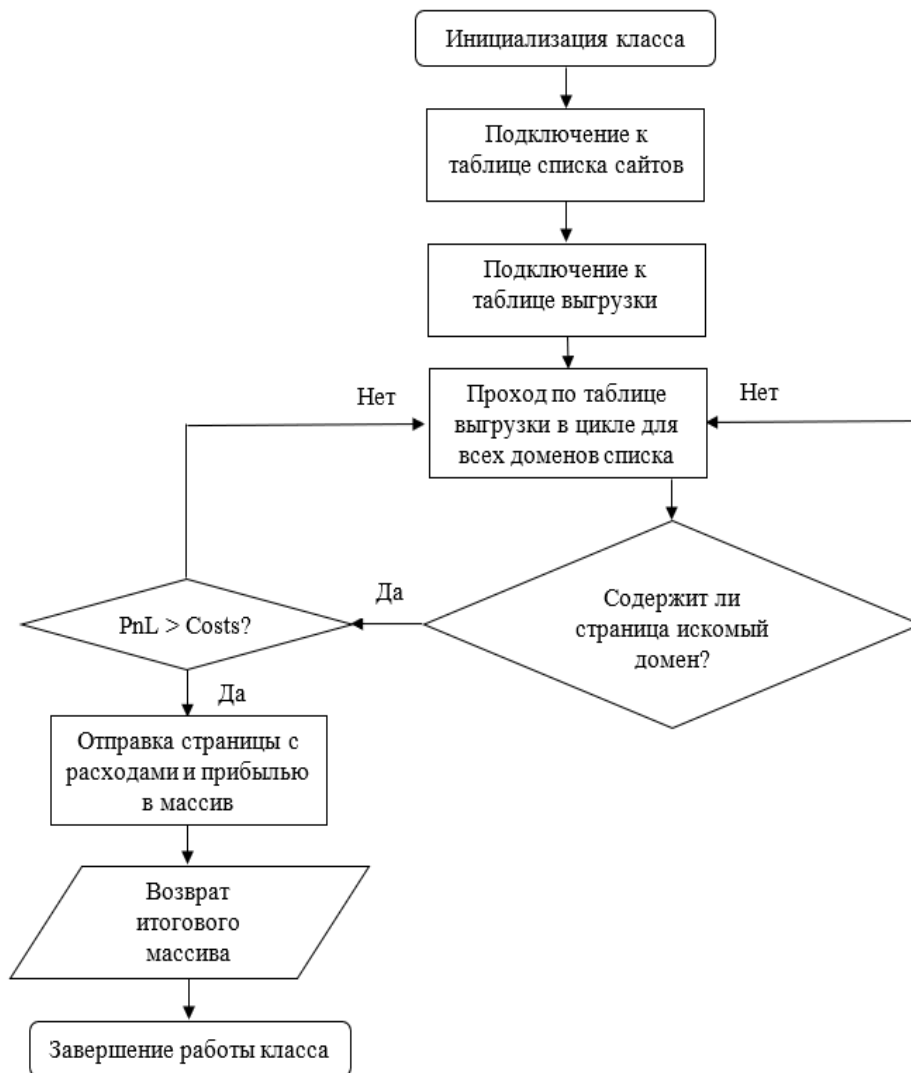 Инициализация класса
Подключение к
таблице списка сайтов
Подключение к
таблице выгрузки
Нет
Проход по таблице
выгрузки в цикле для
всех доменов списка
Нет
Содержит ли
страница искомый
домен?
Да
PnL > Costs?
Да
Отправка страницы с
расходами и прибылью
в массив
Возврат
итогового
массива
Завершение работы класса